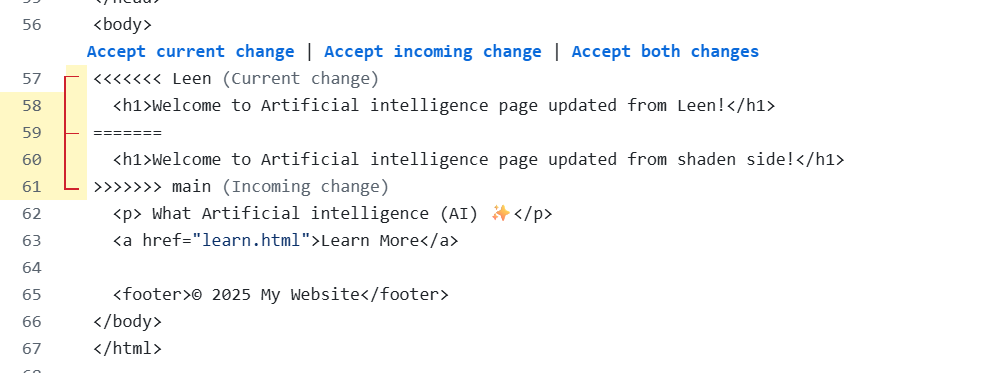 56 <body>
Accept current change | Accept incoming change | Accept both changes
57 <<<<<<< Leen (Current change)
58 <h1>Welcome to Artificial intelligence page updated from Leen!</h1>
59 =======
60 <h1>Welcome to Artificial intelligence page updated from shaden side!</h1>
61 >>>>>>> main (Incoming change)
62 <p> What Artificial intelligence (AI) ✨</p>
63 <a href="learn.html">Learn More</a>
64
65 <footer>© 2025 My Website</footer>
66 </body>
67 </html>